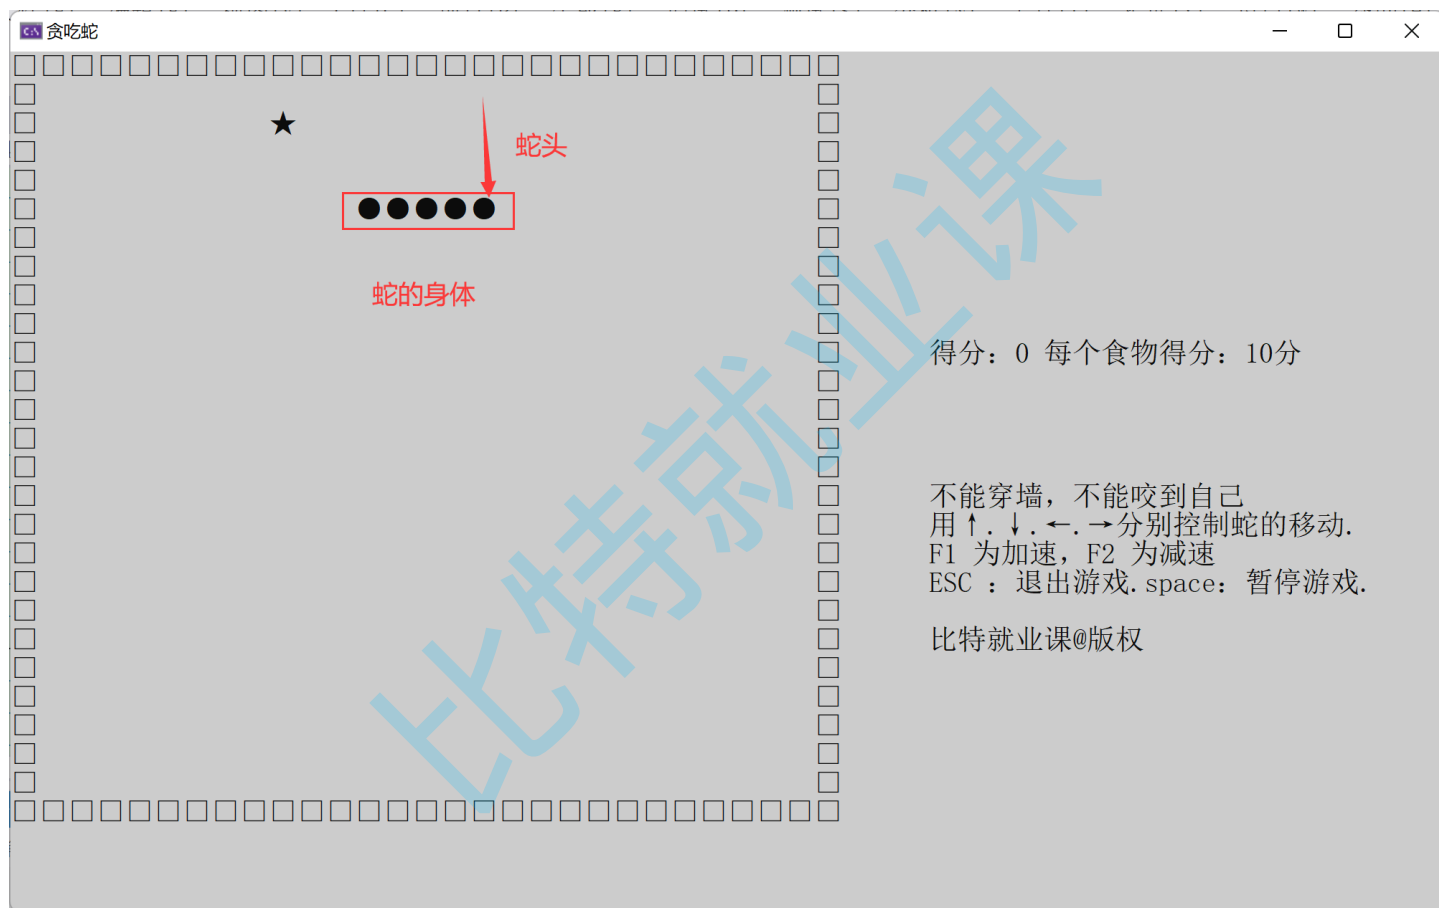 贪吃蛇
蛇头
蛇的身体
得分：0 每个食物得分：10分
不能穿墙，不能咬到自己
用↑.↓.←.→分别控制蛇的移动.
F1 为加速，F2 为减速
ESC ：退出游戏.space：暂停游戏.
比特就业课@版权
比特就业课